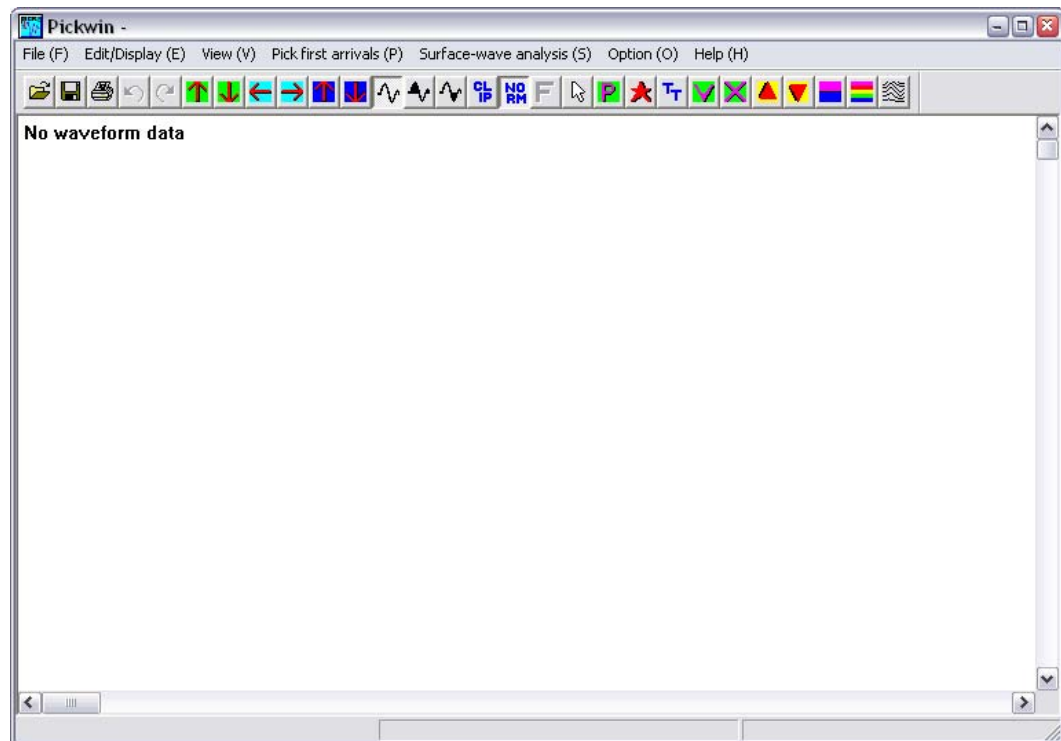 Pickwin -
File (F) Edit/Display (E) View (V) Pick first arrivals (P) Surface-wave analysis (S) Option (O) Help (H)
CL IP NO RM F P T T
No waveform data